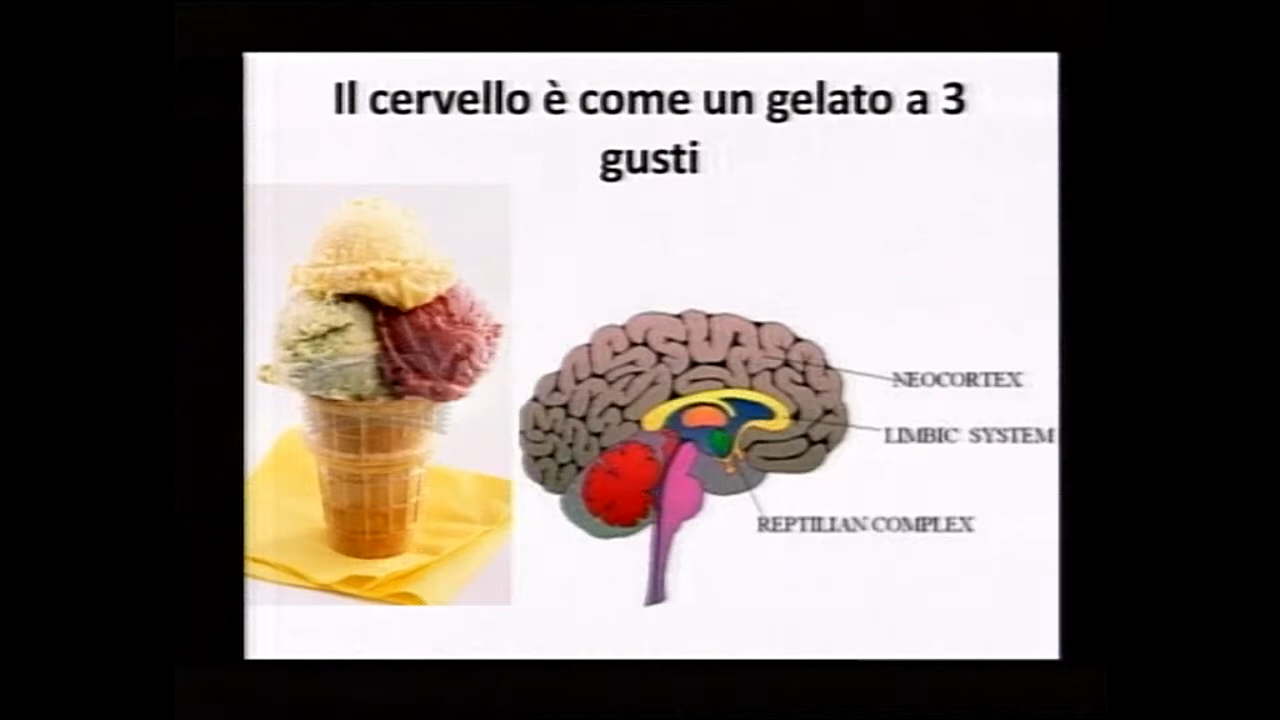 Il cervello è come un gelato a 3
gusti
NEOCORTEX
LIMBIC SYSTEM
REPTILIAN COMPLEX